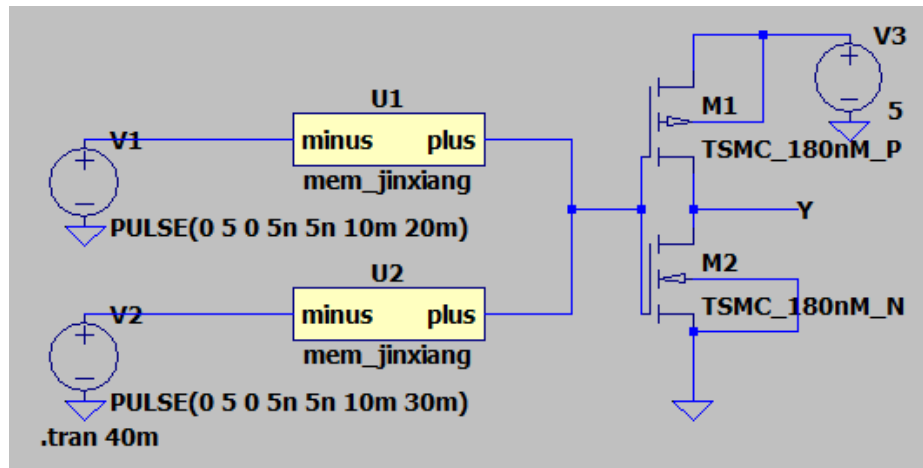 V3
U1
M1
V1
minus plus
5
mem_jinxiang
TSMC_180nM_P
PULSE(0 5 0 5n 5n 10m 20m)
Y
U2
M2
V2
minus plus
TSMC_180nM_N
mem_jinxiang
PULSE(0 5 0 5n 5n 10m 30m)
.tran 40m